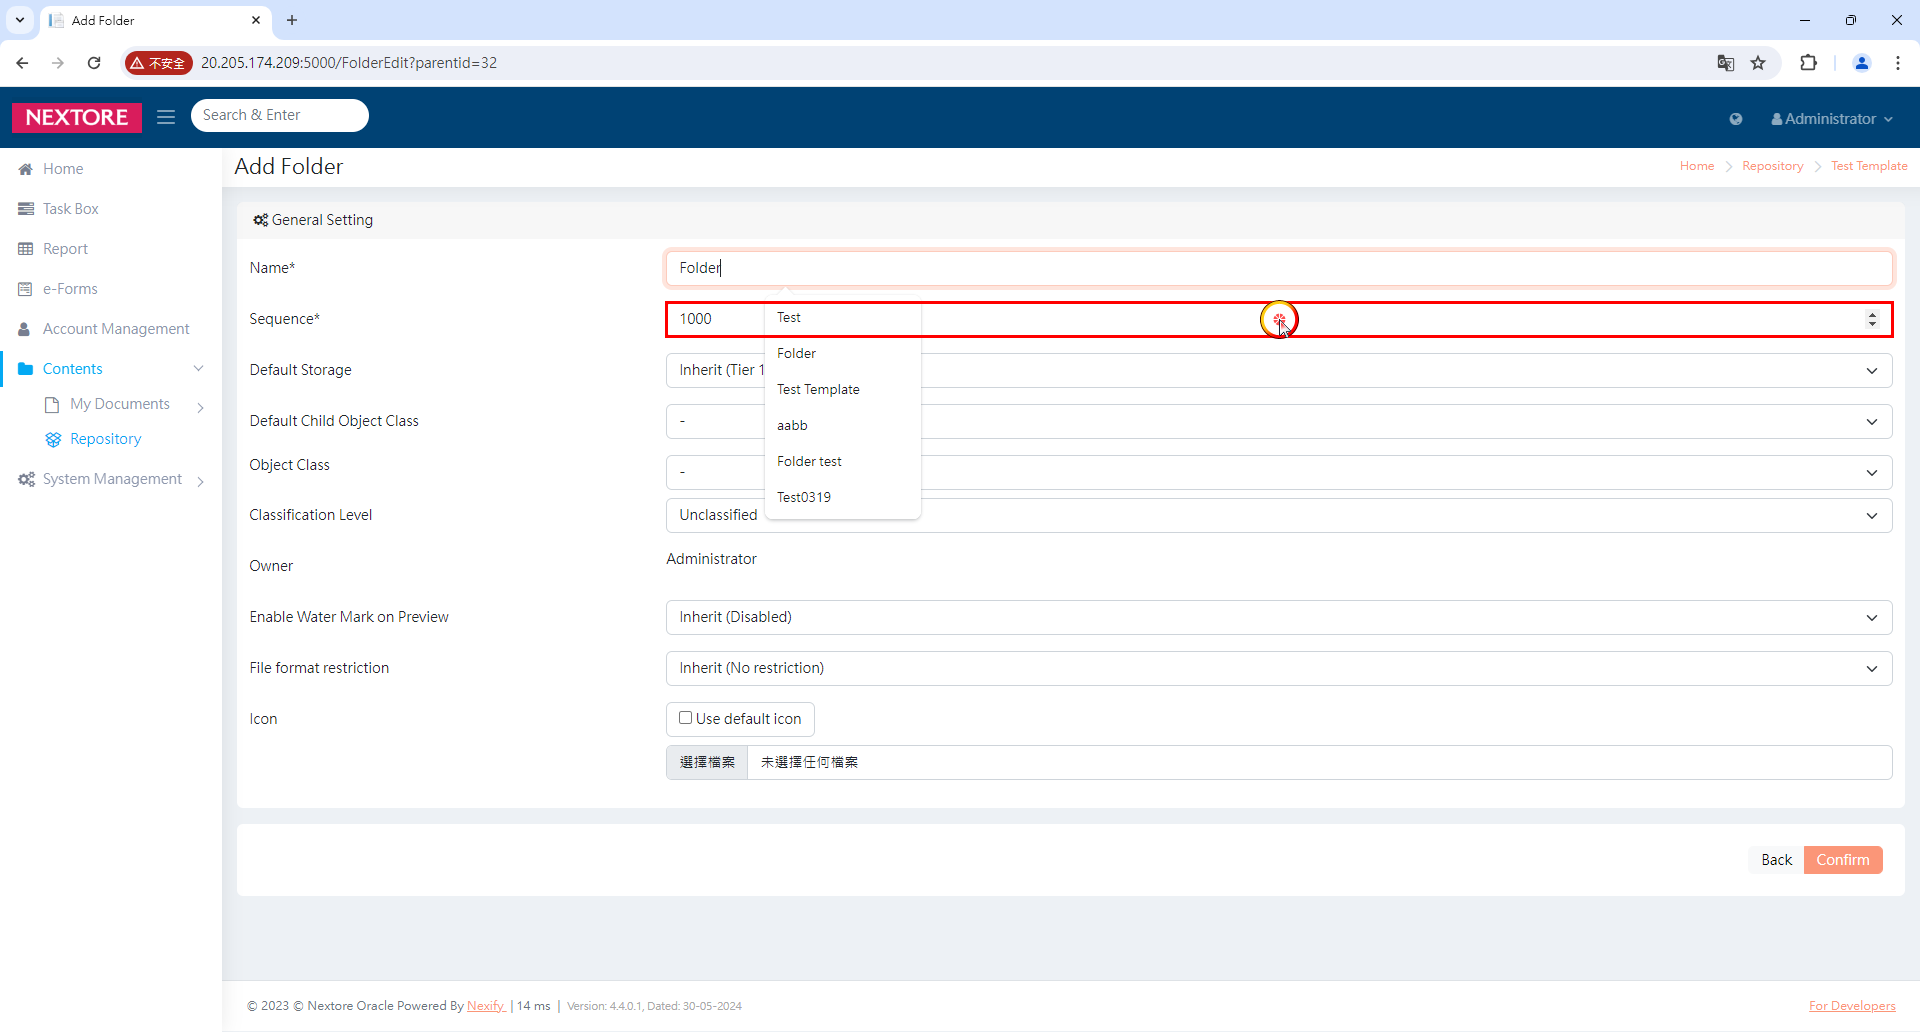 Add Folder
不安全
20.205.174.209:5000/FolderEdit?parentid=32
NEXTORE
Search & Enter
Administrator
Home
Task Box
Report
e-Forms
Account Management
Contents
My Documents
Repository
System Management
Add Folder
Home
Repository
Test Template
General Setting
Name*
Folder
Sequence*
1000
Test
Folder
Test Template
aabb
Folder test
Test0319
Default Storage
Inherit (Tier 1
Default Child Object Class
-
Object Class
-
Classification Level
Unclassified
Owner
Administrator
Enable Water Mark on Preview
Inherit (Disabled)
File format restriction
Inherit (No restriction)
Icon
Use default icon
選擇檔案
未選擇任何檔案
Back
Confirm
© 2023 © Nextore Oracle Powered By Nexify | 14 ms | Version: 4.4.0.1, Dated: 30-05-2024
For Developers